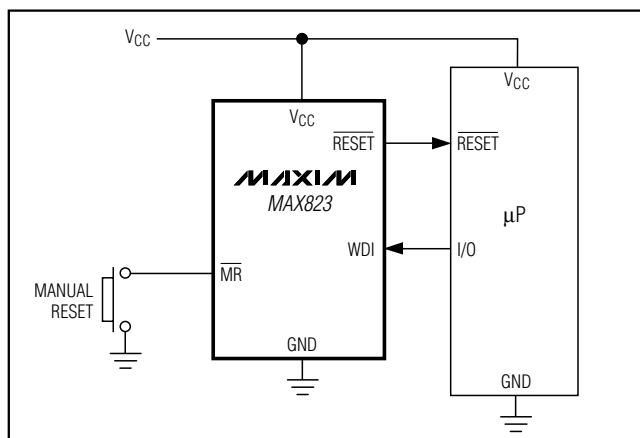 VCC
VCC
VCC
RESET
RESET
MAXIM
MAX823
μP
WDI
I/O
MR
MANUAL
RESET
GND
GND